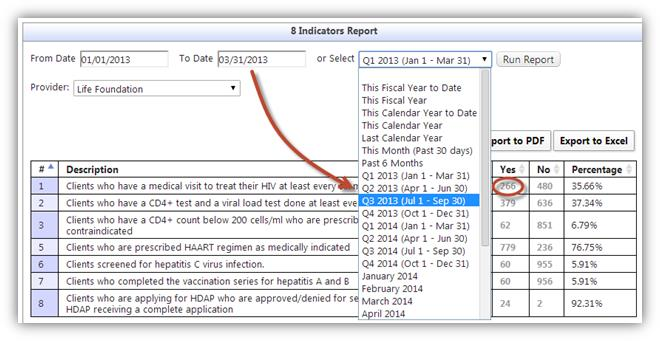 8 Indicators Report
From Date 01/01/2013 To Date 03/31/2013 or Select Q1 2013 (Jan 1 - Mar 31) Run Report
Provider: Life Foundation
This Fiscal Year to Date
This Fiscal Year
This Calendar Year to Date
This Calendar Year
Last Calendar Year
This Month (Past 30 days)
Past 6 Months
Q1 2013 (Jan 1 - Mar 31)
Q2 2013 (Apr 1 - Jun 30)
Q3 2013 (Jul 1 - Sep 30)
Q4 2013 (Oct 1 - Dec 31)
Q1 2014 (Jan 1 - Mar 31)
Q2 2014 (Apr 1 - Jun 30)
Q3 2014 (Jul 1 - Sep 30)
Q4 2014 (Oct 1 - Dec 31)
January 2014
February 2014
March 2014
April 2014
port to PDF Export to Excel
# Description Yes No Percentage
1 Clients who have a medical visit to treat their HIV at least every 266 480 35.66%
2 Clients who have a CD4+ test and a viral load test done at least eve 379 636 37.34%
3 Clients who have a CD4+ count below 200 cells/ml who are prescrib 62 851 6.79%
contraindicated
5 Clients who are prescribed HAART regimen as medically indicated 779 236 76.75%
6 Clients screened for hepatitis C virus infection. 60 955 5.91%
7 Clients who completed the vaccination series for hepatitis A and B 60 956 5.91%
8 Clients who are applying for HDAP who are approved/denied for se 24 2 92.31%
HDAP receiving a complete application